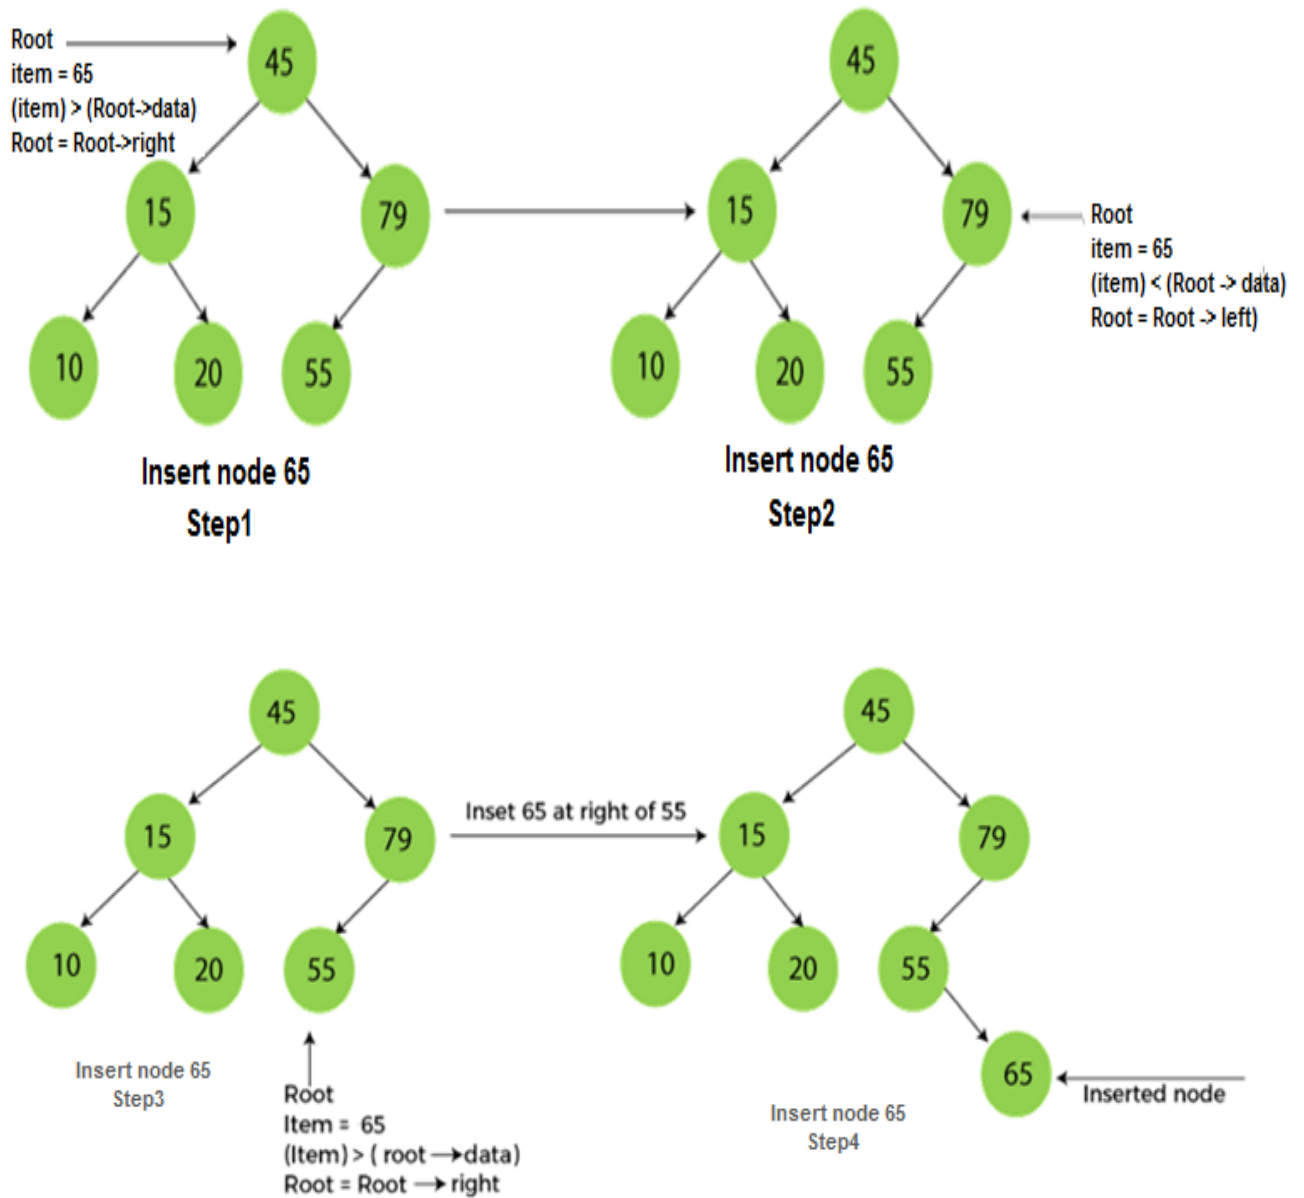 Root
item = 65
(item) > (Root->data)
Root = Root->right
45
15
79
10
20
55
Insert node 65
Step1
45
15
79
10
20
55
Root
item = 65
(item) < (Root -> data)
Root = Root -> left)
Insert node 65
Step2
45
15
79
10
20
55
Insert node 65
Step3
Root
Item = 65
(Item) > ( root →data)
Root = Root → right
Inset 65 at right of 55
45
15
79
10
20
55
65
Inserted node
Insert node 65
Step4